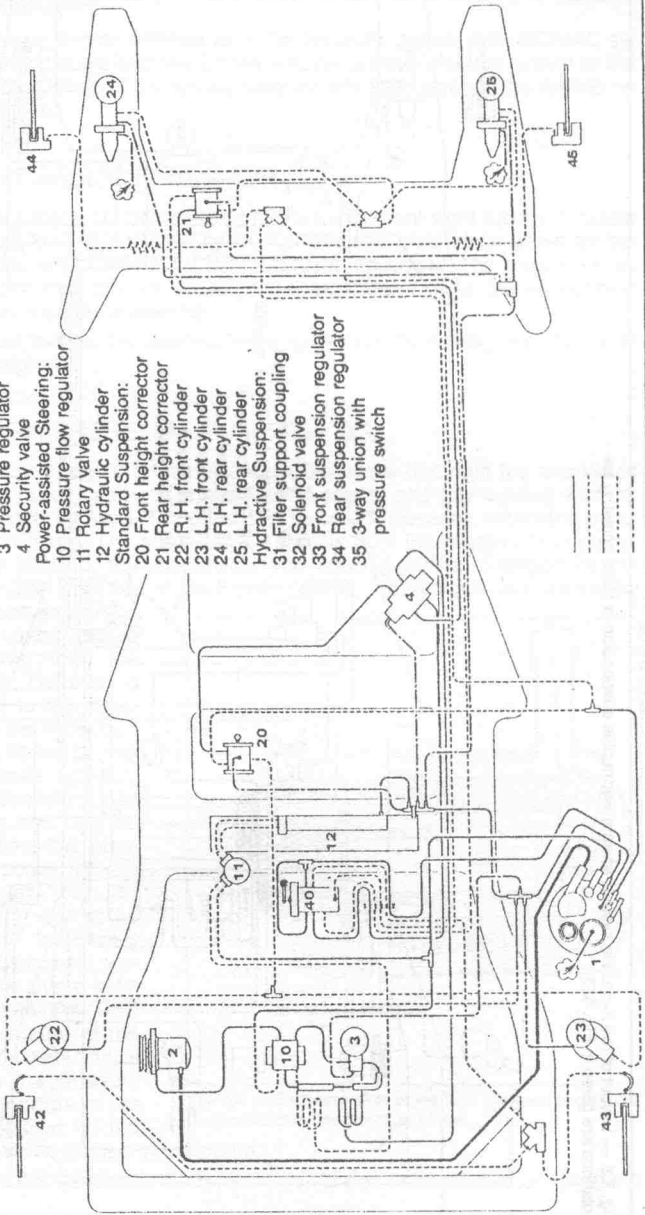 3 Pressure regulator
4 Security valve
Power-assisted Steering:
10 Pressure flow regulator
11 Rotary valve
12 Hydraulic cylinder
Standard Suspension:
20 Front height corrector
21 Rear height corrector
22 R.H. front cylinder
23 L.H. front cylinder
24 R.H. rear cylinder
25 L.H. rear cylinder
Hydractive Suspension:
31 Filter support coupling
32 Solenoid valve
33 Front suspension regulator
34 Rear suspension regulator
35 3-way union with
pressure switch
44
24
21
25
45
4
20
12
11
40
22
2
10
3
42
1
23
43